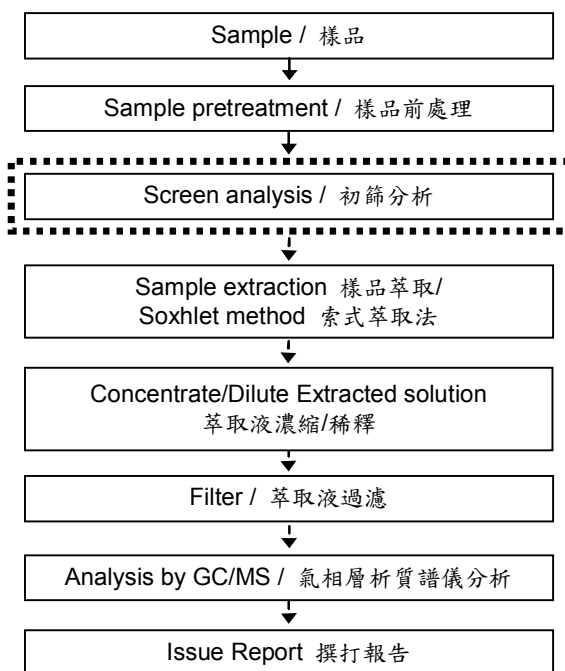 Sample / 樣品
Sample pretreatment / 樣品前處理
Screen analysis / 初篩分析
Sample extraction 樣品萃取/
Soxhlet method 索式萃取法
Concentrate/Dilute Extracted solution
萃取液濃縮/稀釋
Filter / 萃取液過濾
Analysis by GC/MS / 氣相層析質譜儀分析
Issue Report 撰打報告